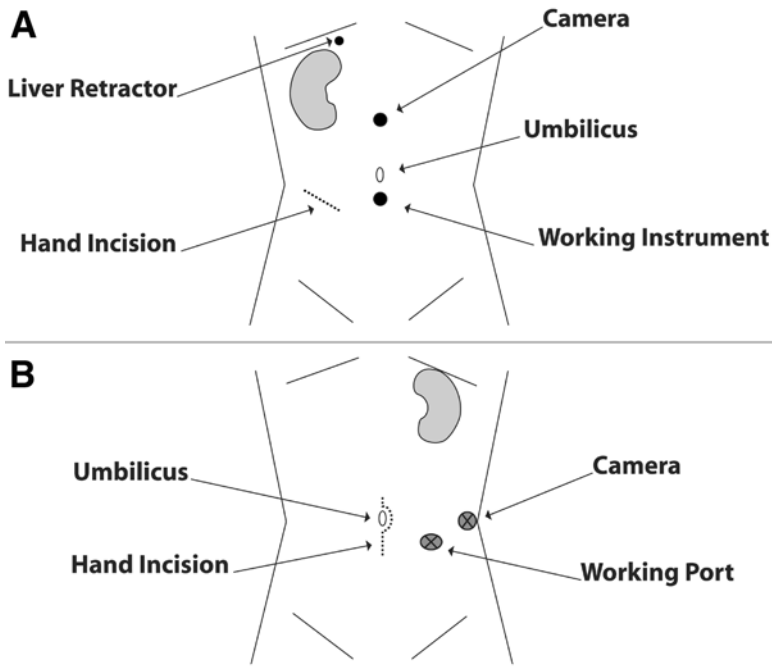 A
Camera
Liver Retractor
Umbilicus
Hand Incision
Working Instrument
B
Umbilicus
Camera
Hand Incision
Working Port